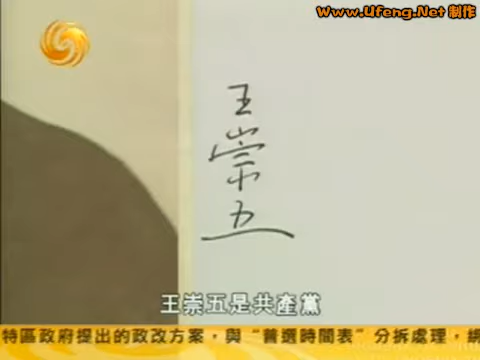 Www.Ufeng.Net 制作
王崇五
王崇五是共產黨
特區政府提出的政改方案，與“普選時間表”分拆處理，綁